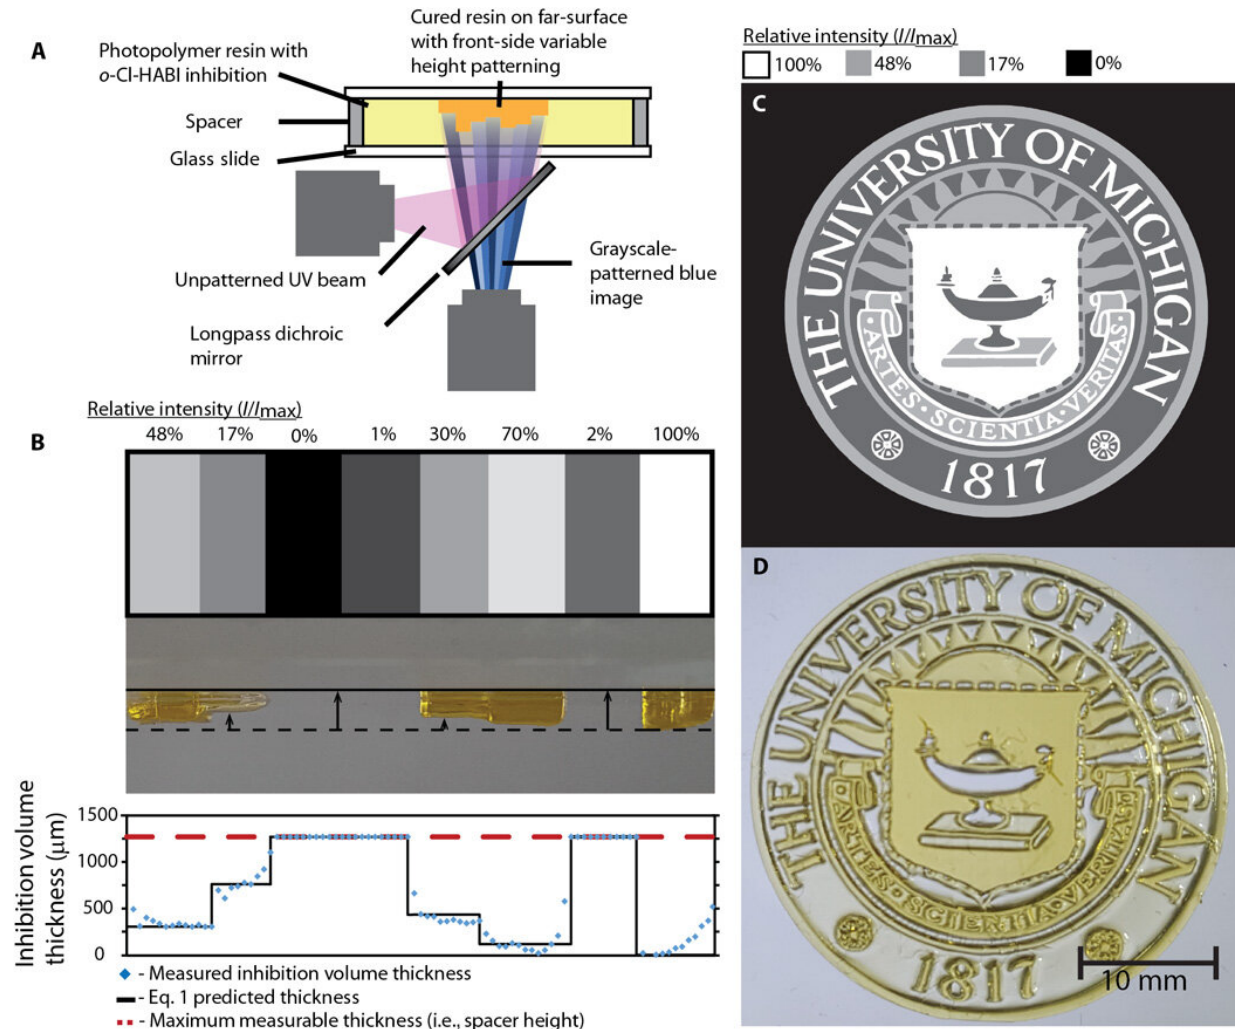 A
Photopolymer resin with
o-Cl-HABI inhibition
Cured resin on far-surface
with front-side variable
height patterning
Spacer
Glass slide
Unpatterned UV beam
Longpass dichroic
mirror
Grayscale-
patterned blue
image
Relative intensity (I/Imax)
B
48% 17% 0% 1% 30% 70% 2% 100%
Inhibition volume
thickness (µm)
1500
1000
500
0
- Measured inhibition volume thickness
- Eq. 1 predicted thickness
- Maximum measurable thickness (i.e., spacer height)
Relative intensity (I/Imax)
100% 48% 17% 0%
C
THE UNIVERSITY OF MICHIGAN
·ARTES·SCIENTIA·VERITAS·
1817
D
THE UNIVERSITY OF MICHIGAN
·ARTES·SCIENTIA·VERITAS
1817
10 mm